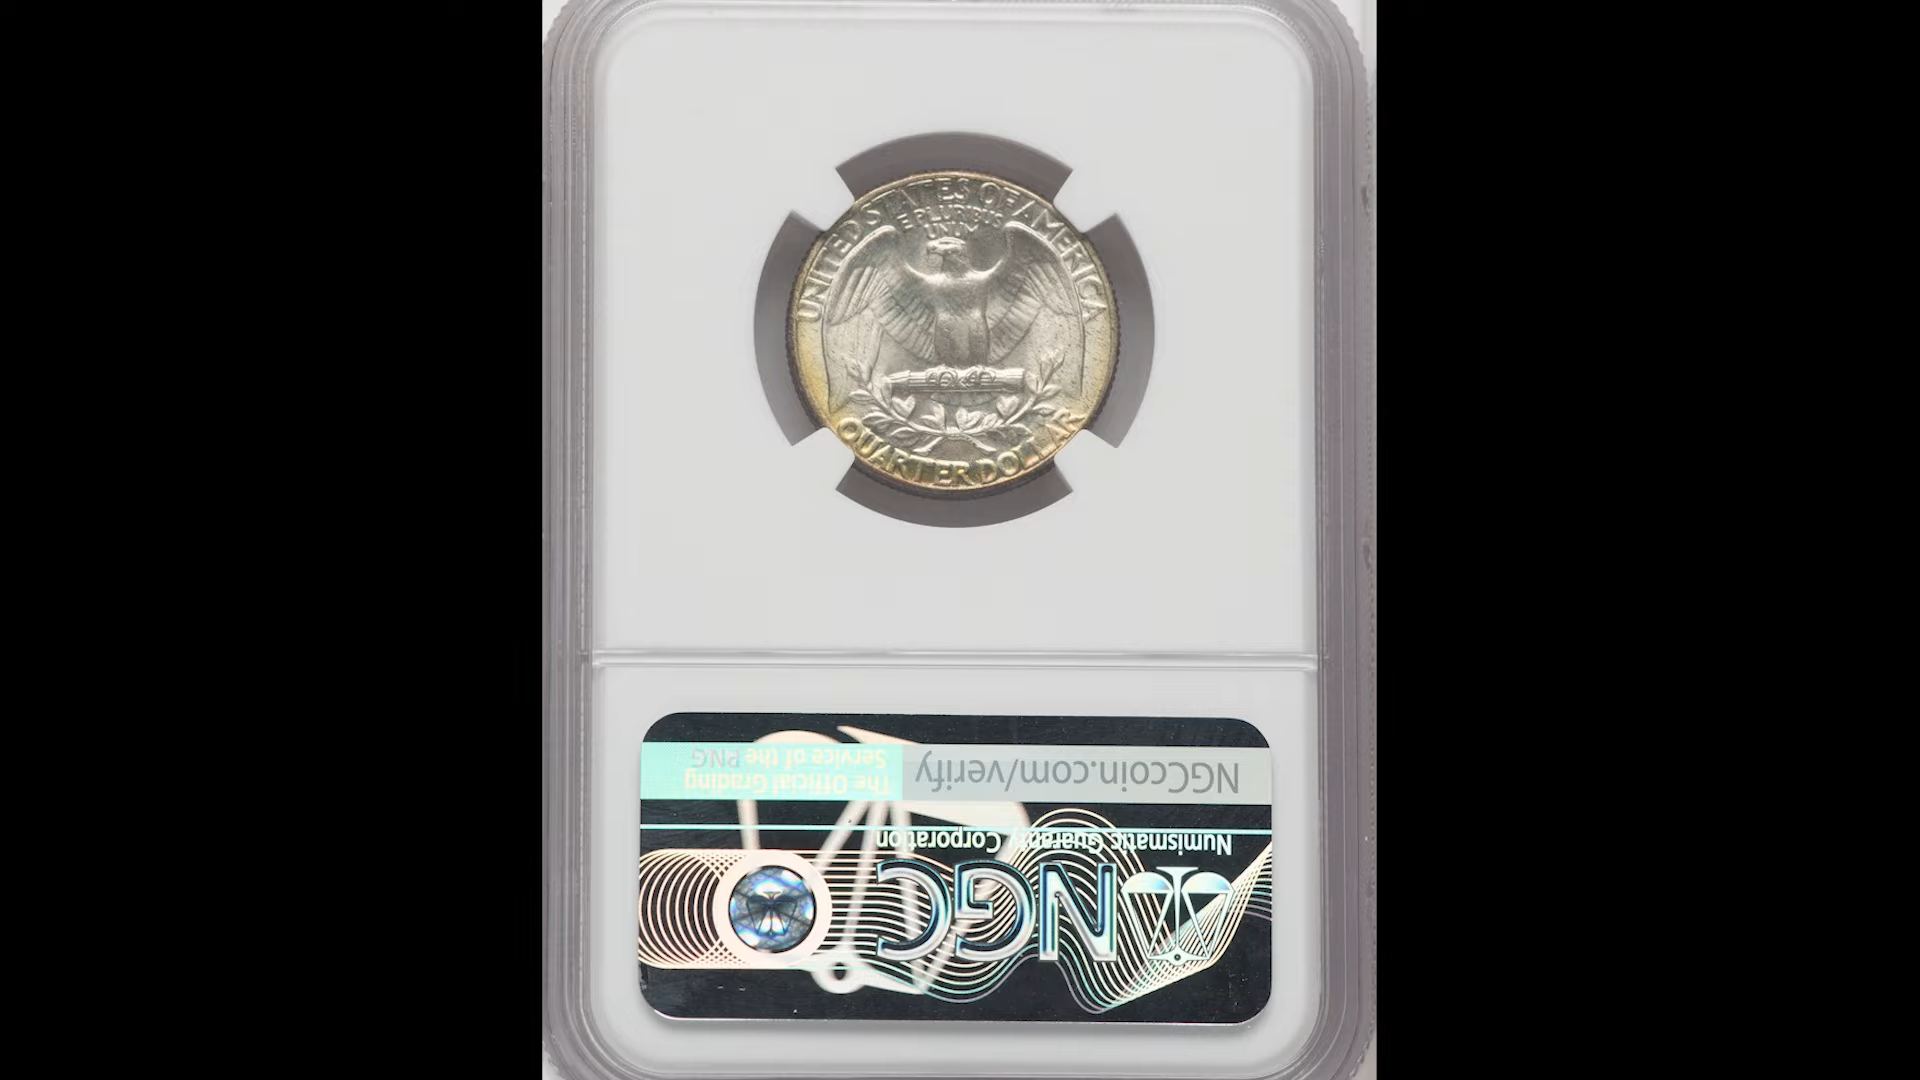 UNITED STATES OF AMERICA
E PLURIBUS
UNUM
QUARTER DOLLAR
NGC
Numismatic Guaranty Corporation
NGCcoin.com/verify
The Official Grading
Service of the PNG